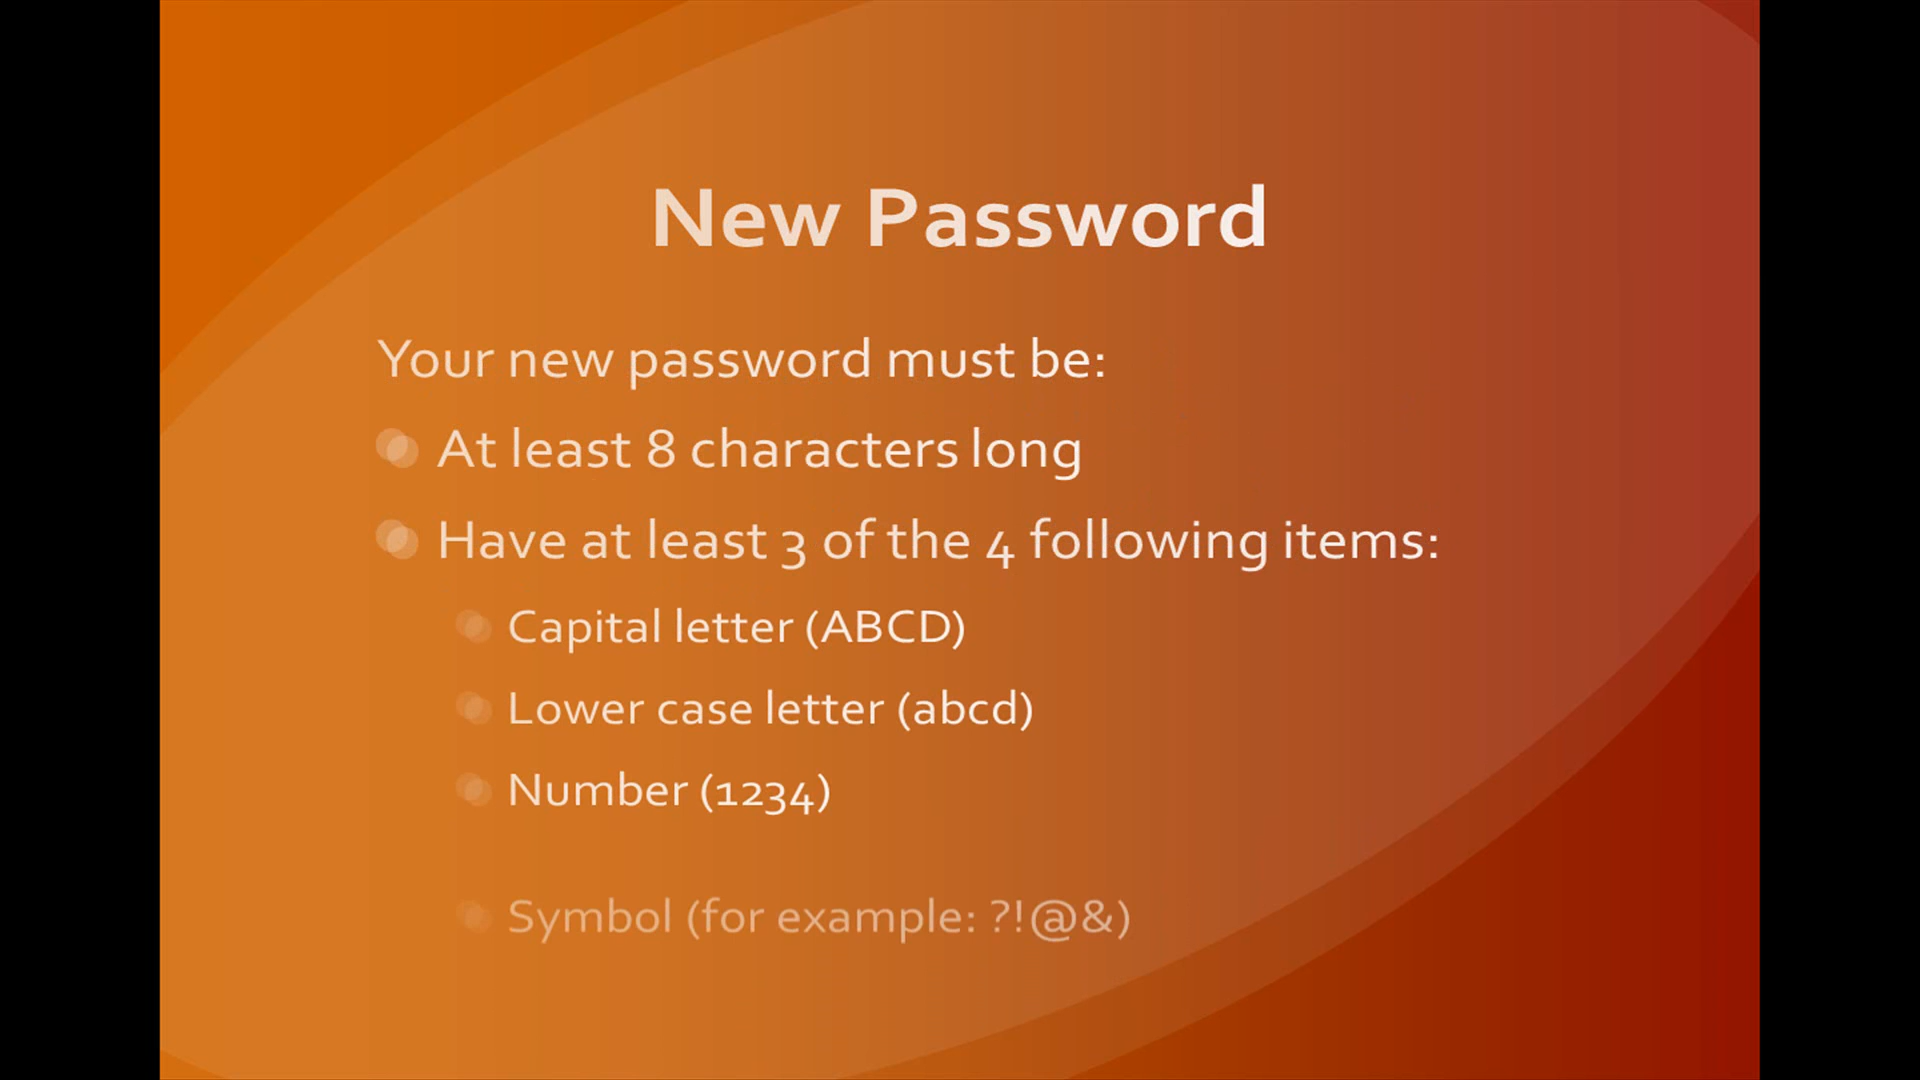 New Password
Your new password must be:
At least 8 characters long
Have at least 3 of the 4 following items:
Capital letter (ABCD)
Lower case letter (abcd)
Number (1234)
Symbol (for example: ?!@&)